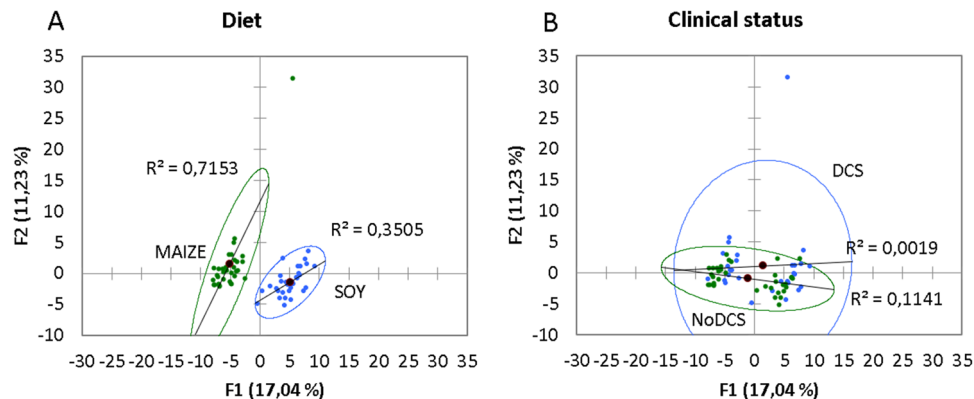 A
Diet
35
30
25
20
15
10
5
0
-5
-10
F2 (11,23 %)
R² = 0,7153
R² = 0,3505
MAIZE
SOY
-30 -25 -20 -15 -10 -5 0 5 10 15 20 25 30 35
F1 (17,04 %)
B
Clinical status
35
30
25
20
15
10
5
0
-5
-10
F2 (11,23 %)
DCS
R² = 0,0019
R² = 0,1141
NoDCS
-30 -25 -20 -15 -10 -5 0 5 10 15 20 25 30 35
F1 (17,04 %)